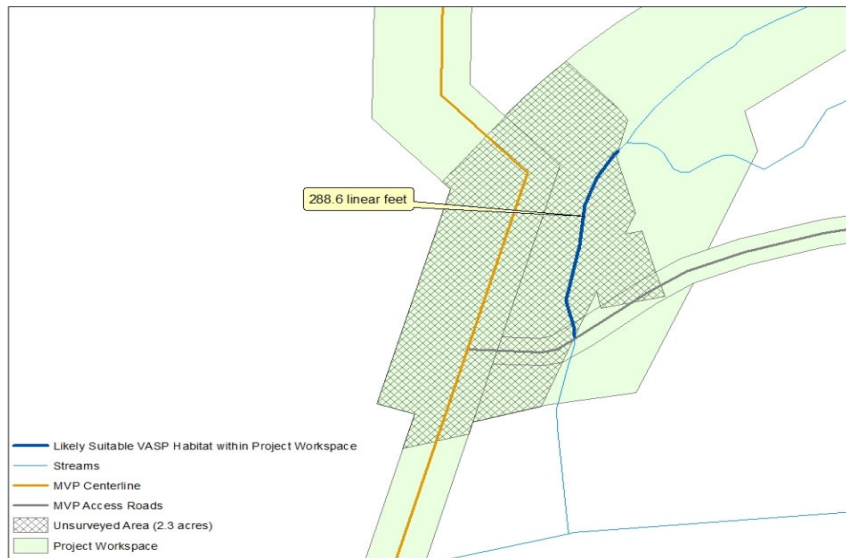 288.6 linear feet
Likely Suitable VASP Habitat within Project Workspace
Streams
MVP Centerline
MVP Access Roads
Unsurveyed Area (2.3 acres)
Project Workspace